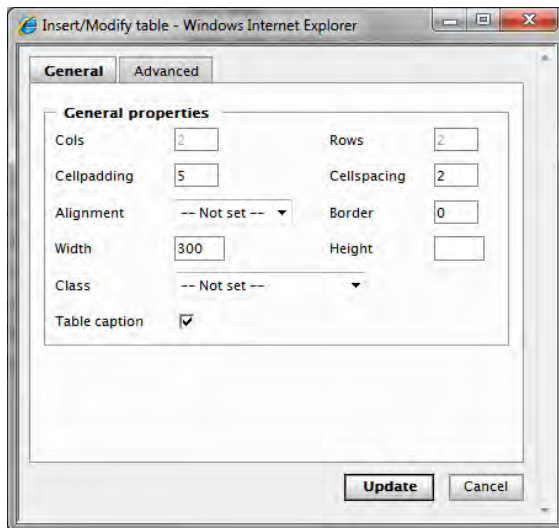 Insert/Modify table - Windows Internet Explorer
General Advanced
General properties
Cols 2 Rows 2
Cellpadding 5 Cellspacing 2
Alignment -- Not set -- Border 0
Width 300 Height
Class -- Not set --
Table caption
Update Cancel